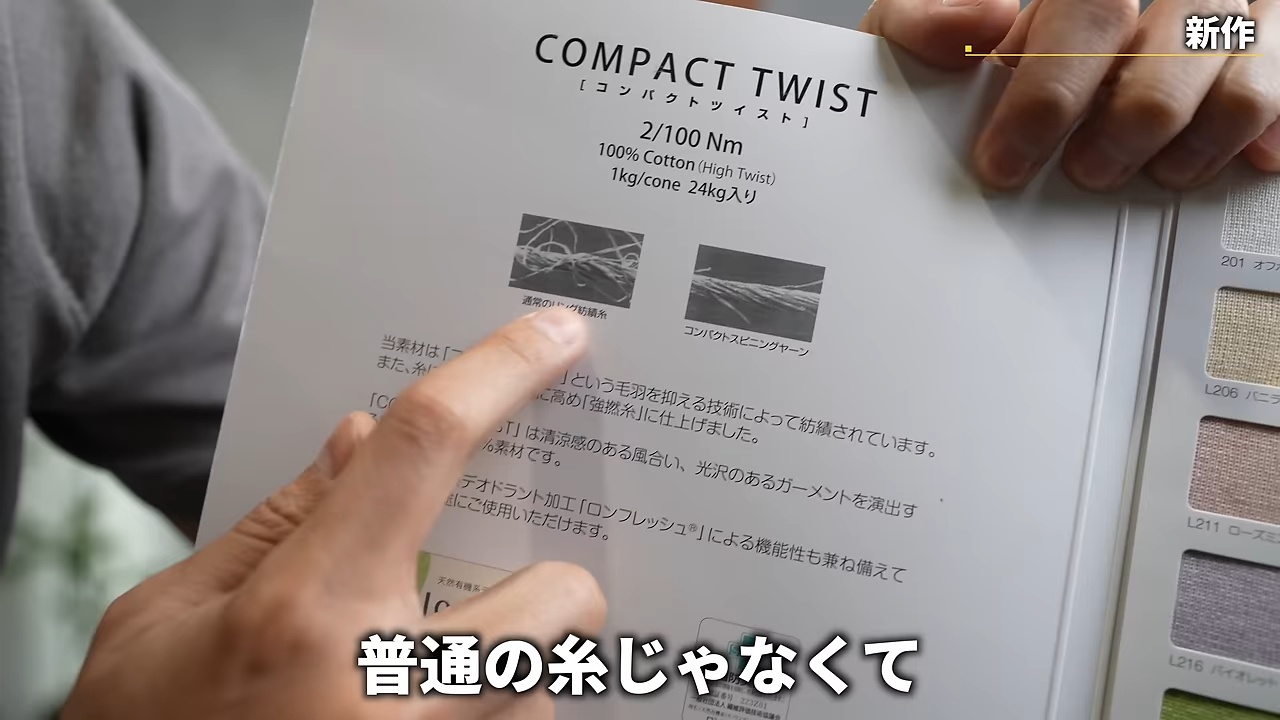 新作
COMPACT TWIST
[コンパクトツイスト]
2/100 Nm
100% Cotton (High Twist)
1kg/cone 24kg入り
通常のリング紡績糸
コンパクトスピニングヤーン
当素材は「
」という毛羽を抑える技術によって紡績されています。
また、糸に
に高め「強撚糸」に仕上げました。
「CO
ST」は清涼感のある風合い、光沢のあるガーメントを演出す
%素材です。
デオドラント加工「ロンフレッシュ®」による機能性も兼ね備えて
にご使用いただけます。
天然有機系
201 オフ
L206 バニラ
L211 ローズミ
L216 バイオレット
普通の糸じゃなくて